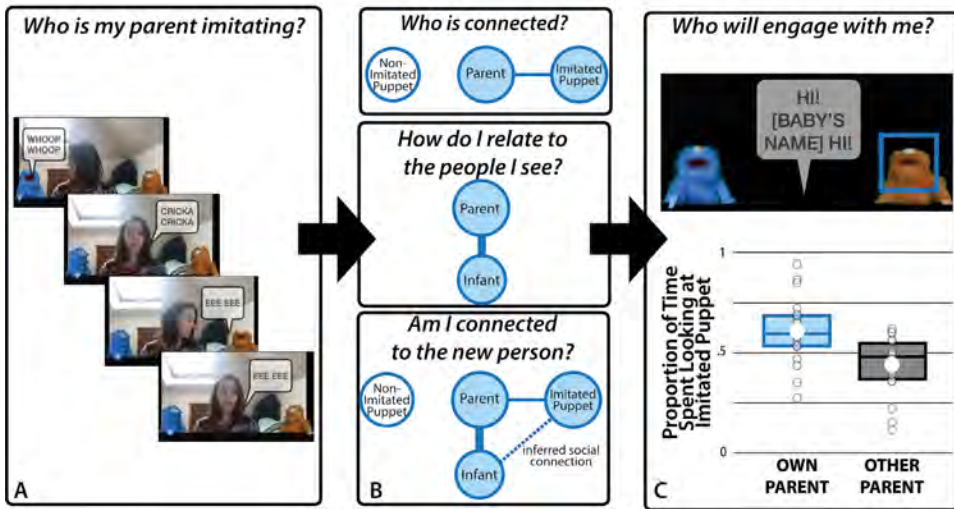 Who is my parent imitating?
WHOOP
WHOOP
CRICKA
CRICKA
EEE EEE
EEE EEE
A
Who is connected?
Non-
Imitated
Puppet
Parent
Imitated
Puppet
How do I relate to
the people I see?
Parent
Infant
Am I connected
to the new person?
Non-
Imitated
Puppet
Parent
Imitated
Puppet
Infant
inferred social
connection
B
Who will engage with me?
HI!
[BABY'S
NAME] HI!
Proportion of Time
Spent Looking at
Imitated Puppet
1
.5
0
OWN
PARENT
OTHER
PARENT
C